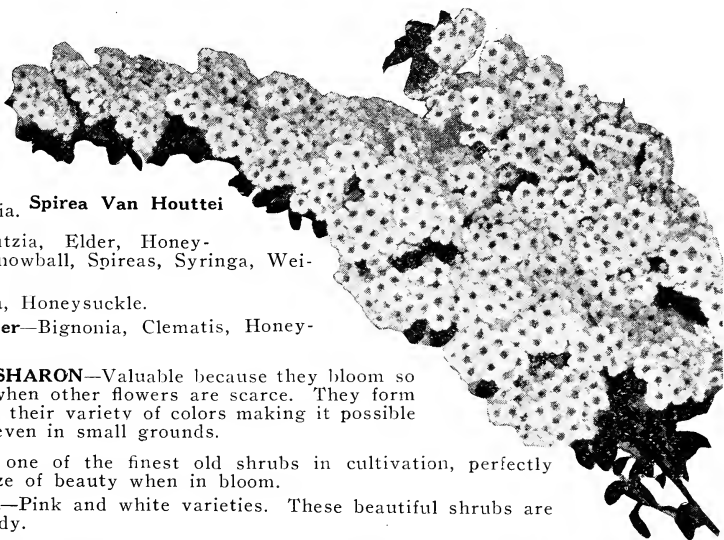 ia. Spirea Van Houttei
utzia, Elder, Honey-
nowball, Spireas, Syringa, Wei-
, Honeysuckle.
er—Bignonia, Clematis, Honey-
SHARON—Valuable because they bloom so
when other flowers are scarce. They form
their variety of colors making it possible
even in small grounds.
one of the finest old shrubs in cultivation, perfectly
ze of beauty when in bloom.
—Pink and white varieties. These beautiful shrubs are
dy.